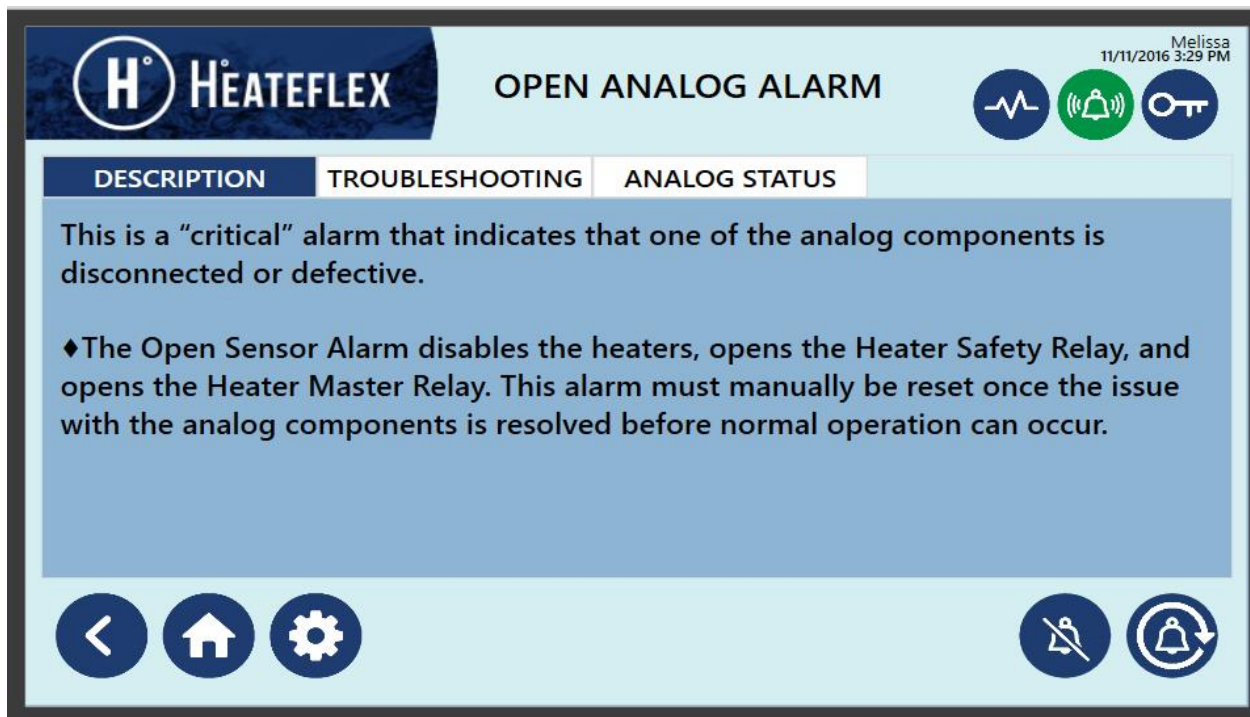 Melissa
11/11/2016 3:29 PM
H° HEATEFLEX
OPEN ANALOG ALARM
DESCRIPTION
TROUBLESHOOTING
ANALOG STATUS
This is a “critical” alarm that indicates that one of the analog components is
disconnected or defective.
♦The Open Sensor Alarm disables the heaters, opens the Heater Safety Relay, and
opens the Heater Master Relay. This alarm must manually be reset once the issue
with the analog components is resolved before normal operation can occur.